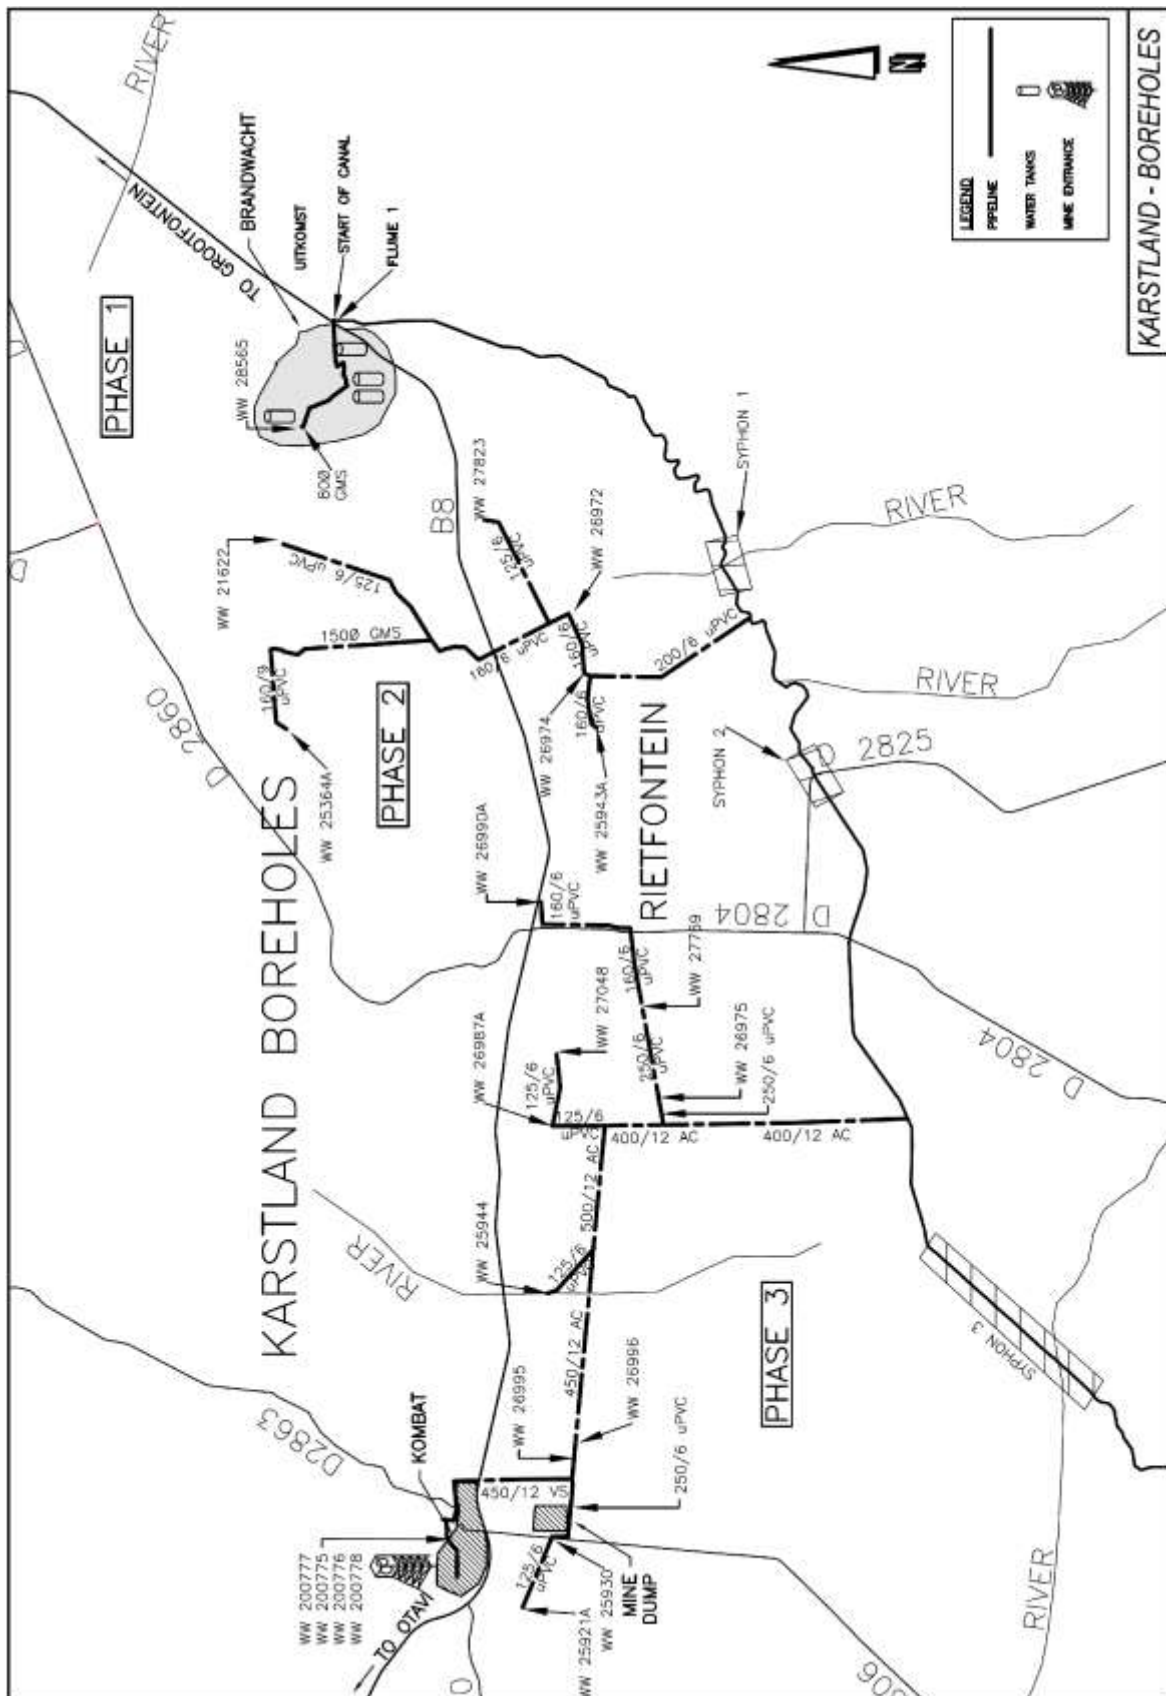 KARSTLAND BOREHOLES
PHASE 1
PHASE 2
PHASE 3
RIVER
TO GROOTFONTEIN
BRANDWACHT
UITKOMST
START OF CANAL
FLUME 1
WW 28565
800
GMS
B8
WW 27823
125/6
uPVC
WW 26972
SYPHON 1
RIVER
RIVER
WW 21622
125/6
uPVC
1500 GMS
160/9
uPVC
WW 25364A
D 2860
uPVC
160/6
uPVC
200/6 uPVC
160/6
uPVC
WW 26974
WW 25943A
RIETFONTEIN
SYPHON 2
D 2825
WW 26990A
160/6
uPVC
D 2804
160/6
uPVC
WW 27769
WW 27048
WW 26987A
125/6
uPVC
250/6
uPVC
WW 26975
250/6 uPVC
125/6
400/12 AC
400/12 AC
D 2804
500/12 AC
WW 25944
125/6
uPVC
RIVER
450/12 AC
WW 26995
WW 26996
SYPHON 3
D2863
KOMBAT
450/12 VS
250/6 uPVC
WW 200777
WW 200775
WW 200776
WW 200778
TO OTAVI
125/6
uPVC
WW 25921A
WW 25930
MINE
DUMP
RIVER
N
LEGEND
PIPELINE
WATER TANKS
MINE ENTRANCE
KARSTLAND - BOREHOLES